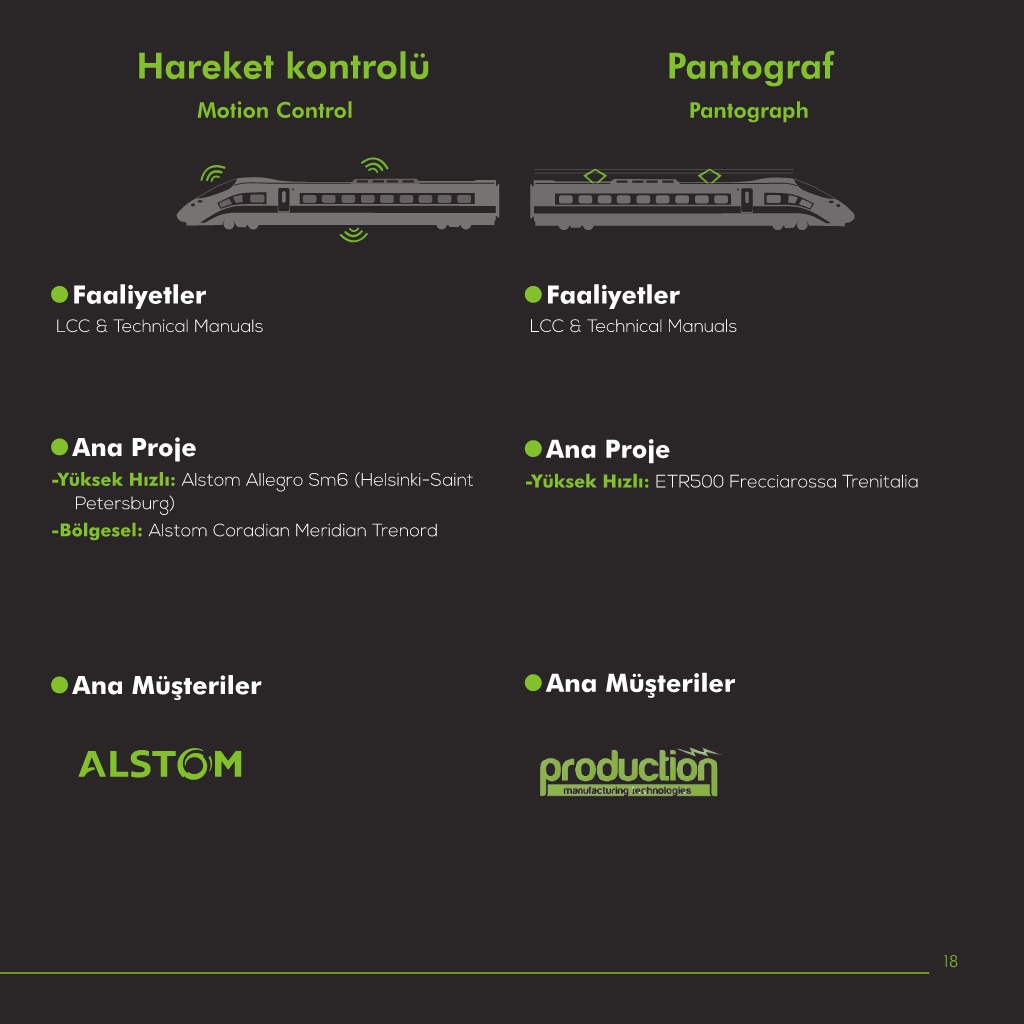 Hareket kontrolü
Motion Control
Faaliyetler
LCC & Technical Manuals
Ana Proje
-Yüksek Hızlı: Alstom Allegro Sm6 (Helsinki-Saint
Petersburg)
-Bölgesel: Alstom Coradian Meridian Trenord
Ana Müşteriler
ALSTOM
Pantograf
Pantograph
Faaliyetler
LCC & Technical Manuals
Ana Proje
-Yüksek Hızlı: ETR500 Frecciarossa Trenitalia
Ana Müşteriler
production
manufacturing technologies
18